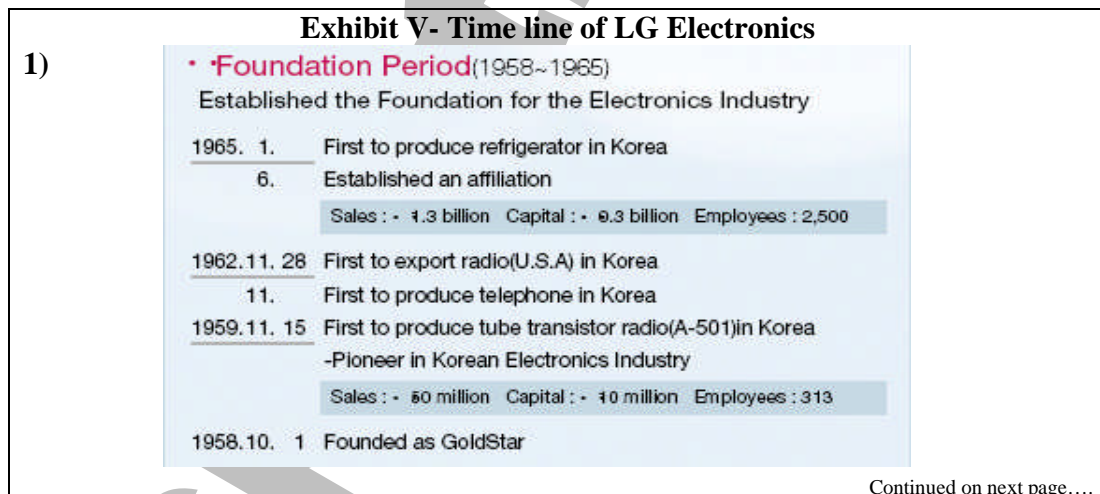 Exhibit V- Time line of LG Electronics
1)
• •Foundation Period(1958~1965)
Established the Foundation for the Electronics Industry
1965. 1. First to produce refrigerator in Korea
6. Established an affiliation
Sales : - 1.3 billion Capital : - 0.3 billion Employees : 2,500
1962.11. 28 First to export radio(U.S.A) in Korea
11. First to produce telephone in Korea
1959.11. 15 First to produce tube transistor radio(A-501)in Korea
-Pioneer in Korean Electronics Industry
Sales : - 50 million Capital : - 10 million Employees : 313
1958.10. 1 Founded as GoldStar
Continued on next page….